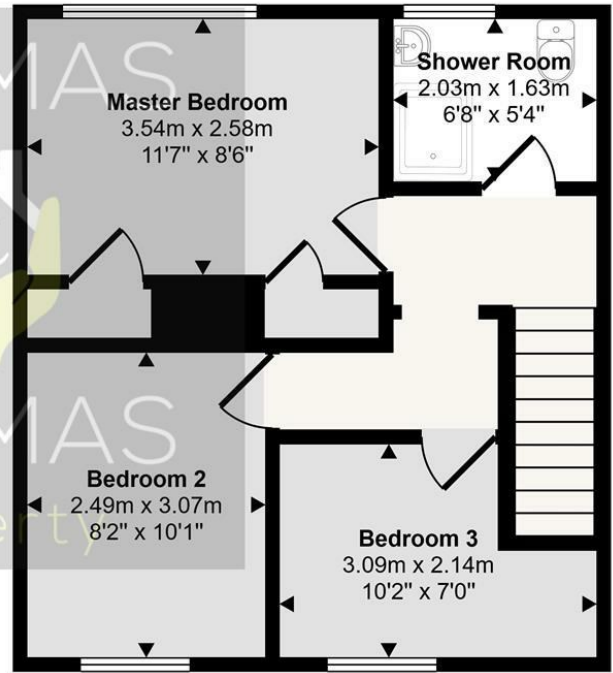 MAS
Master Bedroom
3.54m x 2.58m
11'7" x 8'6"
Shower Room
2.03m x 1.63m
6'8" x 5'4"
MAS
Bedroom 2
2.49m x 3.07m
8'2" x 10'1"
erty
Bedroom 3
3.09m x 2.14m
10'2" x 7'0"